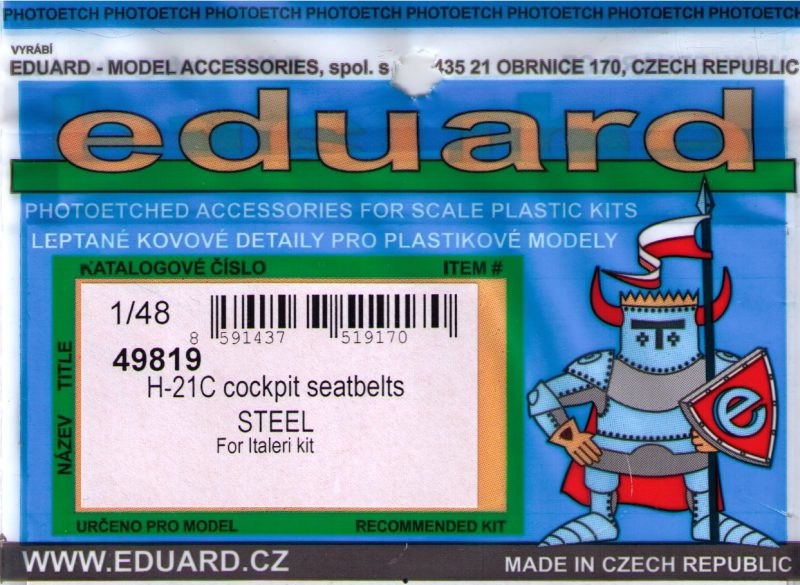 PHOTOETCH PHOTOETCH PHOTOETCH PHOTOETCH PHOTOETCH PHOTOETCH PHOTOETCH PHOTOETCH
VYRÁBÍ
EDUARD - MODEL ACCESSORIES, spol. s 435 21 OBRNICE 170, CZECH REPUBLIC
eduard
PHOTOETCHED ACCESSORIES FOR SCALE PLASTIC KITS
LEPTANÉ KOVOVÉ DETAILY PRO PLASTIKOVÉ MODELY
KATALOGOVÉ ČÍSLO ITEM #
1/48
8 591437 519170
49819
H-21C cockpit seatbelts
STEEL
For Italeri kit
NÁZEV TITLE
e
URČENO PRO MODEL RECOMMENDED KIT
WWW.EDUARD.CZ MADE IN CZECH REPUBLIC